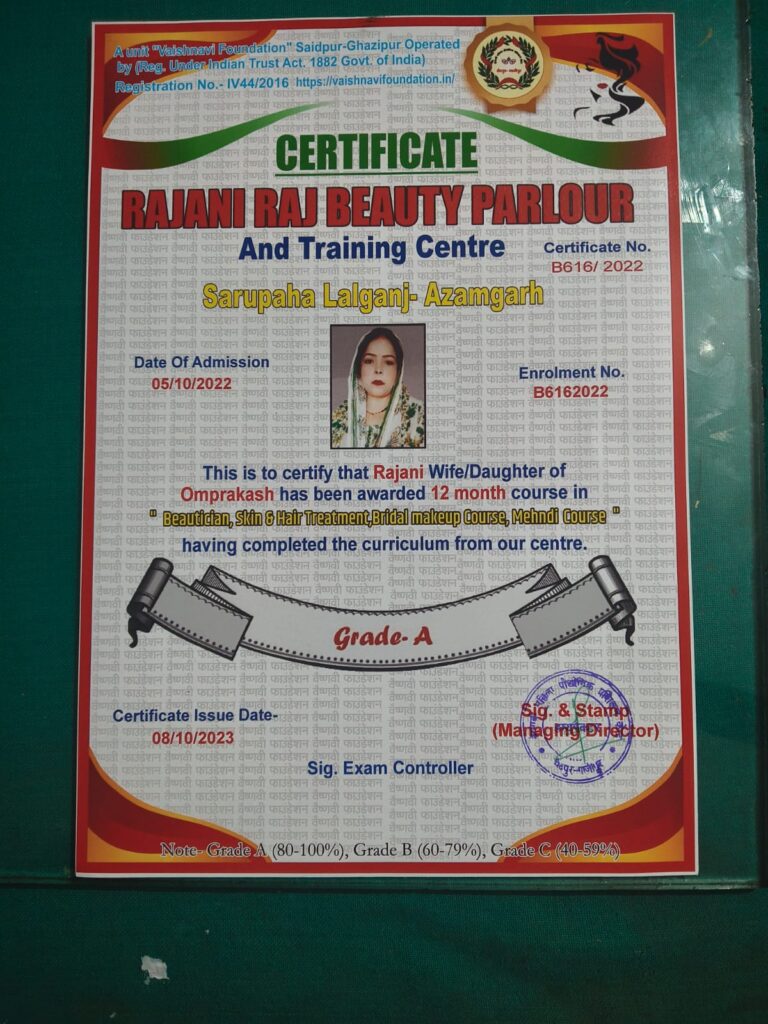 A unit "Vaishnavi Foundation" Saidpur-Ghazipur Operated
by (Reg. Under Indian Trust Act. 1882 Govt. of India)
Registration No.- IV44/2016 https://vaishnavifoundation.in/
CERTIFICATE
RAJANI RAJ BEAUTY PARLOUR
And Training Centre
Certificate No.
B616/ 2022
Sarupaha Lalganj- Azamgarh
Date Of Admission
05/10/2022
Enrolment No.
B6162022
This is to certify that Rajani Wife/Daughter of
Omprakash has been awarded 12 month course in
" Beautician, Skin & Hair Treatment,Bridal makeup Course, Mehndi Course "
having completed the curriculum from our centre.
Grade- A
Certificate Issue Date-
08/10/2023
Sig. & Stamp
(Managing Director)
Sig. Exam Controller
Note- Grade A (80-100%), Grade B (60-79%), Grade C (40-59%)